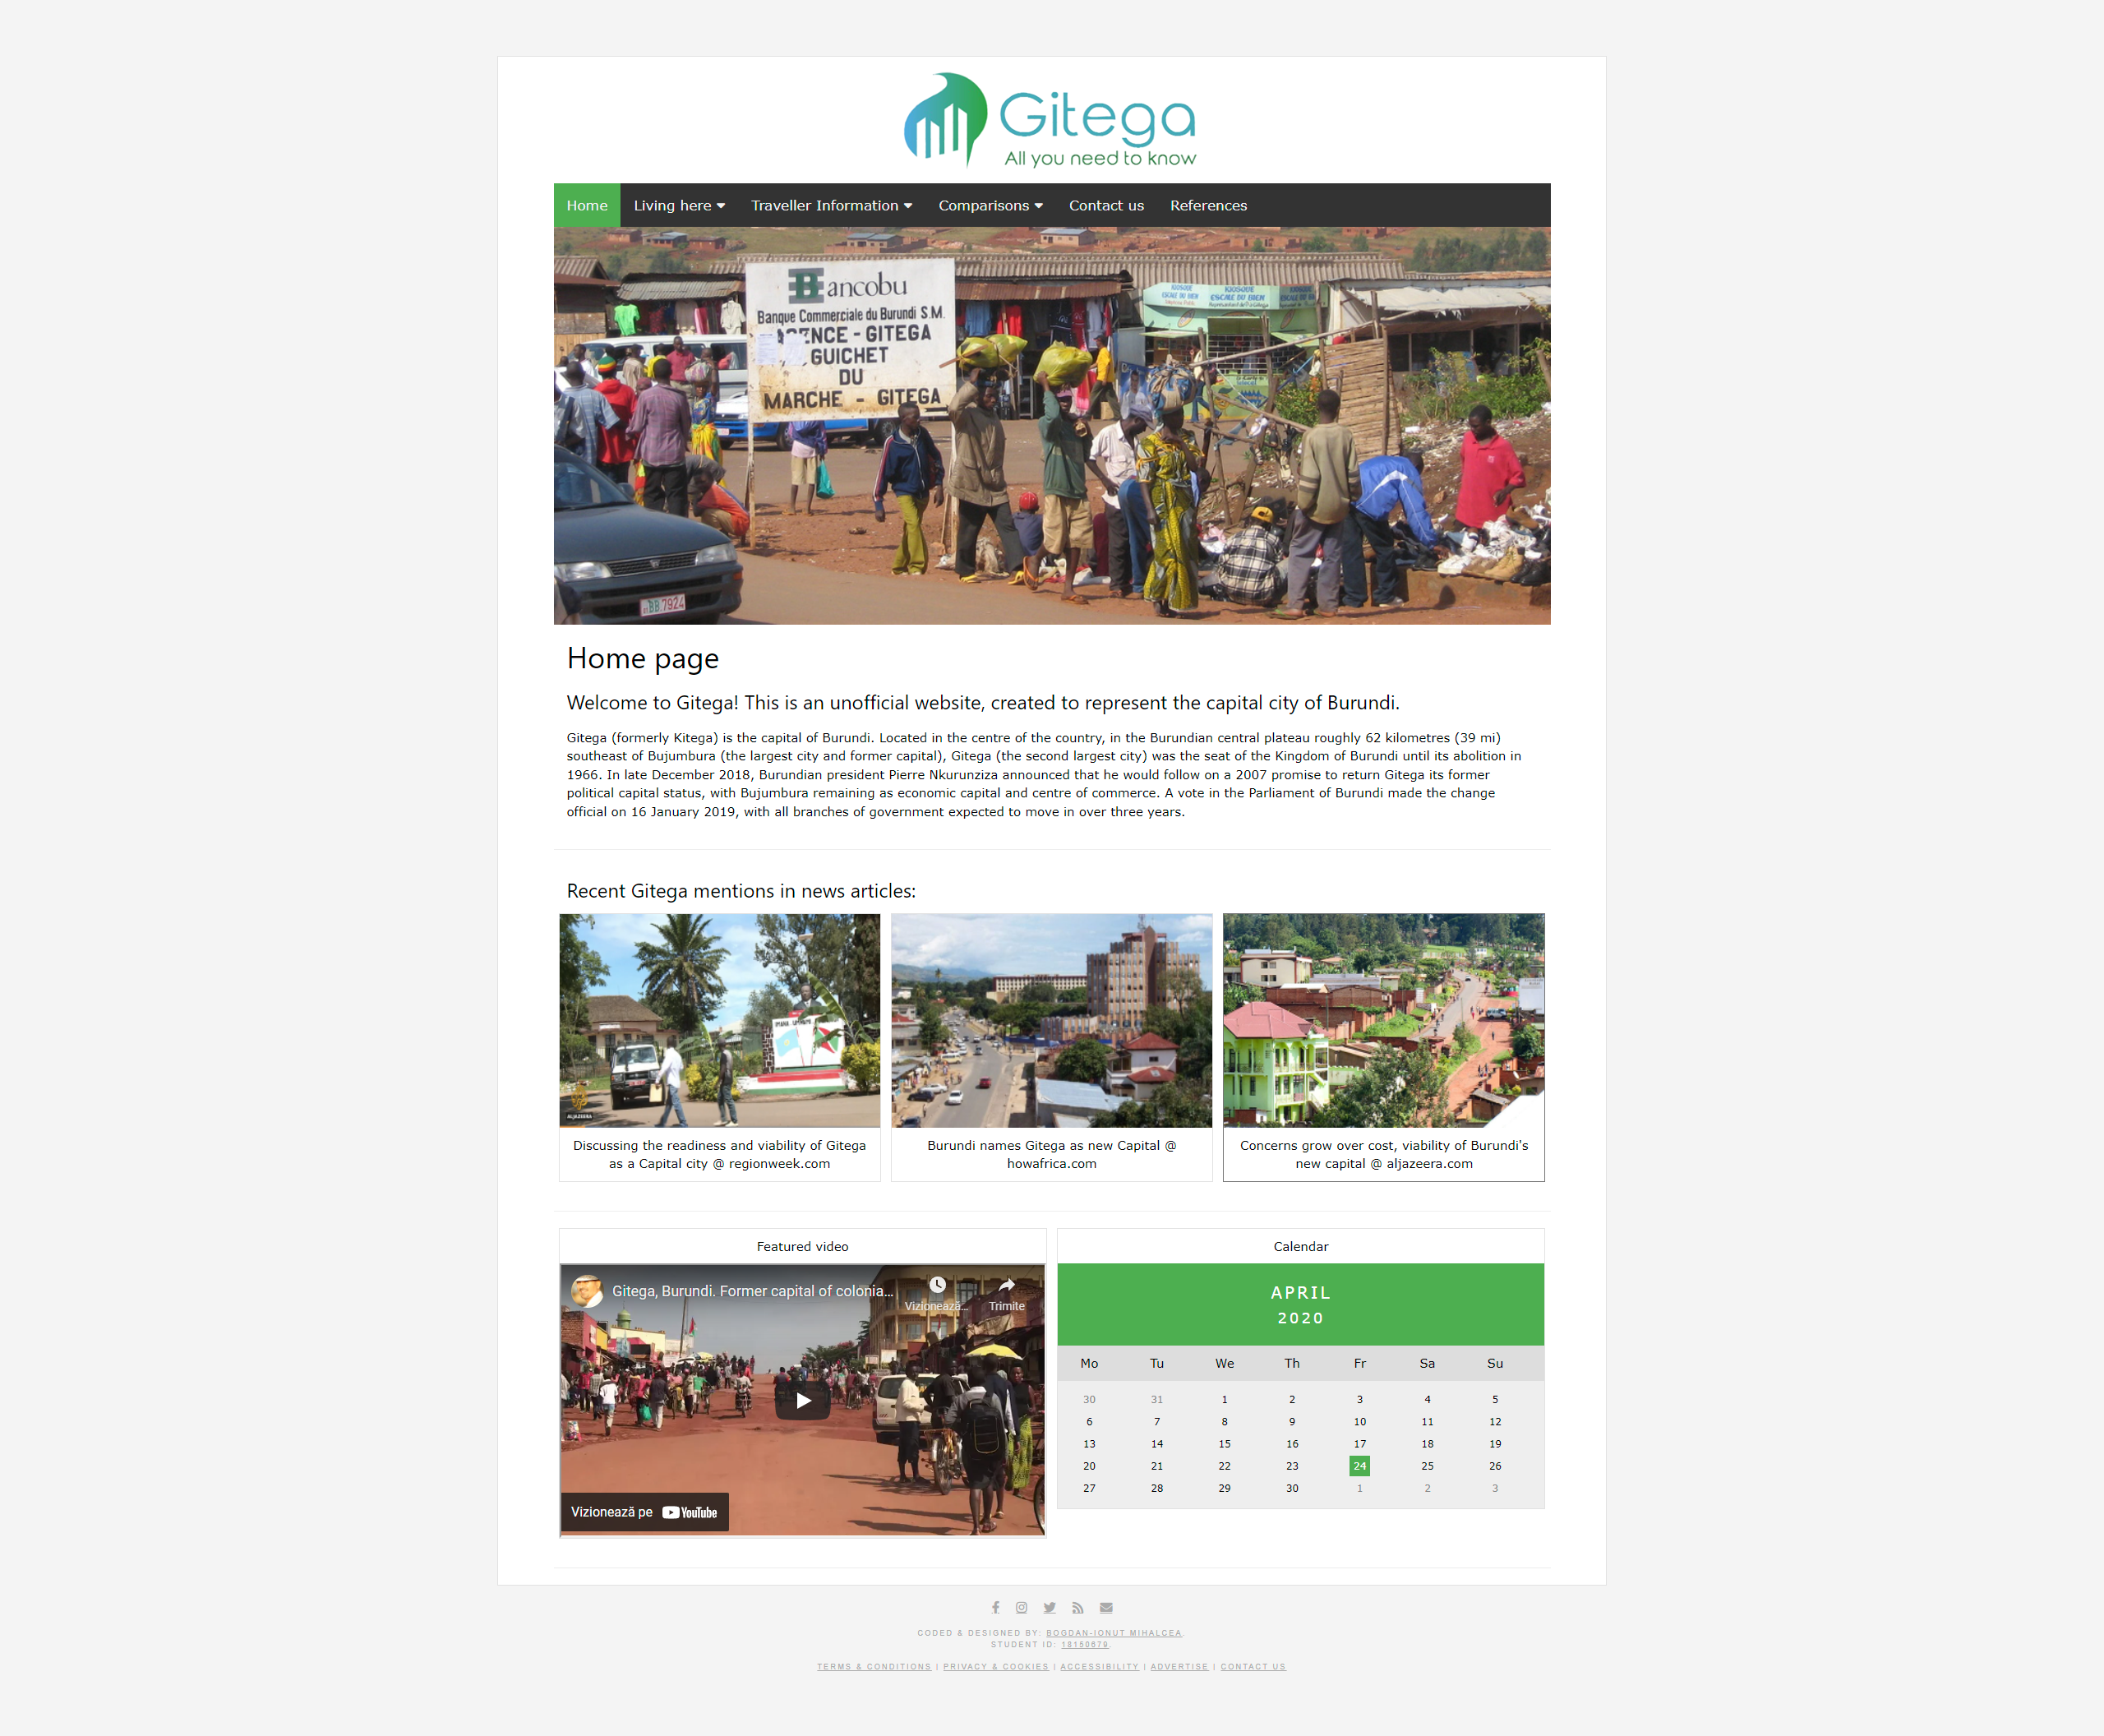 Gitega
All you need to know
Home Living here Traveller Information Comparisons Contact us References
Bancobu
Banque Commerciale du Burundi S.M.
AGENCE - GITEGA
GUICHET
DU
MARCHE - GITEGA
KIOSQUE KIOSQUE
ESCALE DU BIEN ESCALE DU BIEN
BB 7924
Home page
Welcome to Gitega! This is an unofficial website, created to represent the capital city of Burundi.
Gitega (formerly Kitega) is the capital of Burundi. Located in the centre of the country, in the Burundian central plateau roughly 62 kilometres (39 mi)
southeast of Bujumbura (the largest city and former capital), Gitega (the second largest city) was the seat of the Kingdom of Burundi until its abolition in
1966. In late December 2018, Burundian president Pierre Nkurunziza announced that he would follow on a 2007 promise to return Gitega its former
political capital status, with Bujumbura remaining as economic capital and centre of commerce. A vote in the Parliament of Burundi made the change
official on 16 January 2019, with all branches of government expected to move in over three years.
Recent Gitega mentions in news articles:
ALJAZEERA
Discussing the readiness and viability of Gitega
as a Capital city @ regionweek.com
Burundi names Gitega as new Capital @
howafrica.com
Concerns grow over cost, viability of Burundi's
new capital @ aljazeera.com
Featured video
Gitega, Burundi. Former capital of colonia...
Vizionează... Trimite
Vizionează pe YouTube
Calendar
APRIL
2020
Mo Tu We Th Fr Sa Su
30 31 1 2 3 4 5
6 7 8 9 10 11 12
13 14 15 16 17 18 19
20 21 22 23 24 25 26
27 28 29 30 1 2 3
CODED & DESIGNED BY: BOGDAN-IONUT MIHALCEA.
STUDENT ID: 18150679.
TERMS & CONDITIONS | PRIVACY & COOKIES | ACCESSIBILITY | ADVERTISE | CONTACT US